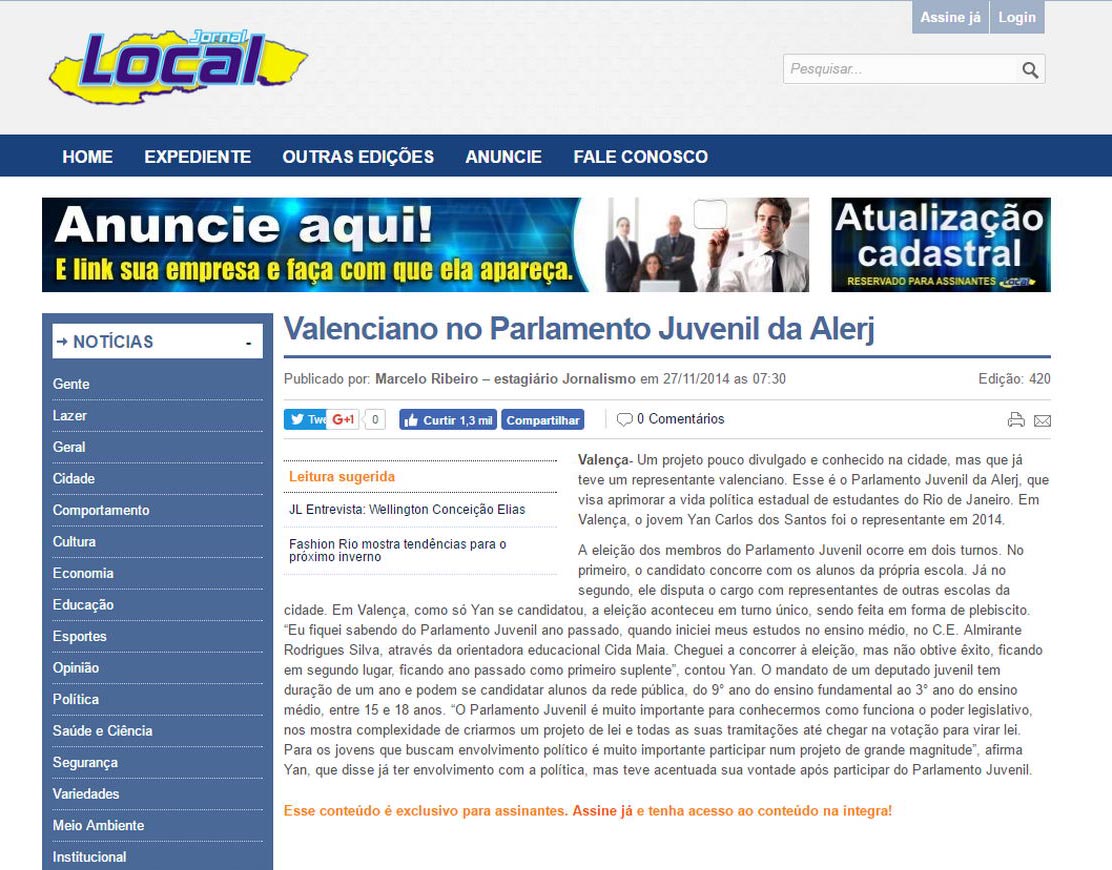 Assine já Login
Jornal
Local
Pesquisar...
HOME EXPEDIENTE OUTRAS EDIÇÕES ANUNCIE FALE CONOSCO
Anuncie aqui!
E link sua empresa e faça com que ela apareça.
Atualização
cadastral
RESERVADO PARA ASSINANTES Local
NOTÍCIAS -
Gente
Lazer
Geral
Cidade
Comportamento
Cultura
Economia
Educação
Esportes
Opinião
Política
Saúde e Ciência
Segurança
Variedades
Meio Ambiente
Institucional
Valenciano no Parlamento Juvenil da Alerj
Publicado por: Marcelo Ribeiro – estagiário Jornalismo em 27/11/2014 as 07:30 Edição: 420
Twe G+1 0 Curtir 1,3 mil Compartilhar 0 Comentários
Leitura sugerida
JL Entrevista: Wellington Conceição Elias
Fashion Rio mostra tendências para o
próximo inverno
Valença- Um projeto pouco divulgado e conhecido na cidade, mas que já
teve um representante valenciano. Esse é o Parlamento Juvenil da Alerj, que
visa aprimorar a vida política estadual de estudantes do Rio de Janeiro. Em
Valença, o jovem Yan Carlos dos Santos foi o representante em 2014.
A eleição dos membros do Parlamento Juvenil ocorre em dois turnos. No
primeiro, o candidato concorre com os alunos da própria escola. Já no
segundo, ele disputa o cargo com representantes de outras escolas da
cidade. Em Valença, como só Yan se candidatou, a eleição aconteceu em turno único, sendo feita em forma de plebiscito.
“Eu fiquei sabendo do Parlamento Juvenil ano passado, quando iniciei meus estudos no ensino médio, no C.E. Almirante
Rodrigues Silva, através da orientadora educacional Cida Maia. Cheguei a concorrer à eleição, mas não obtive êxito, ficando
em segundo lugar, ficando ano passado como primeiro suplente”, contou Yan. O mandato de um deputado juvenil tem
duração de um ano e podem se candidatar alunos da rede pública, do 9° ano do ensino fundamental ao 3° ano do ensino
médio, entre 15 e 18 anos. “O Parlamento Juvenil é muito importante para conhecermos como funciona o poder legislativo,
nos mostra complexidade de criarmos um projeto de lei e todas as suas tramitações até chegar na votação para virar lei.
Para os jovens que buscam envolvimento político é muito importante participar num projeto de grande magnitude”, afirma
Yan, que disse já ter envolvimento com a política, mas teve acentuada sua vontade após participar do Parlamento Juvenil.
Esse conteúdo é exclusivo para assinantes. Assine já e tenha acesso ao conteúdo na integra!